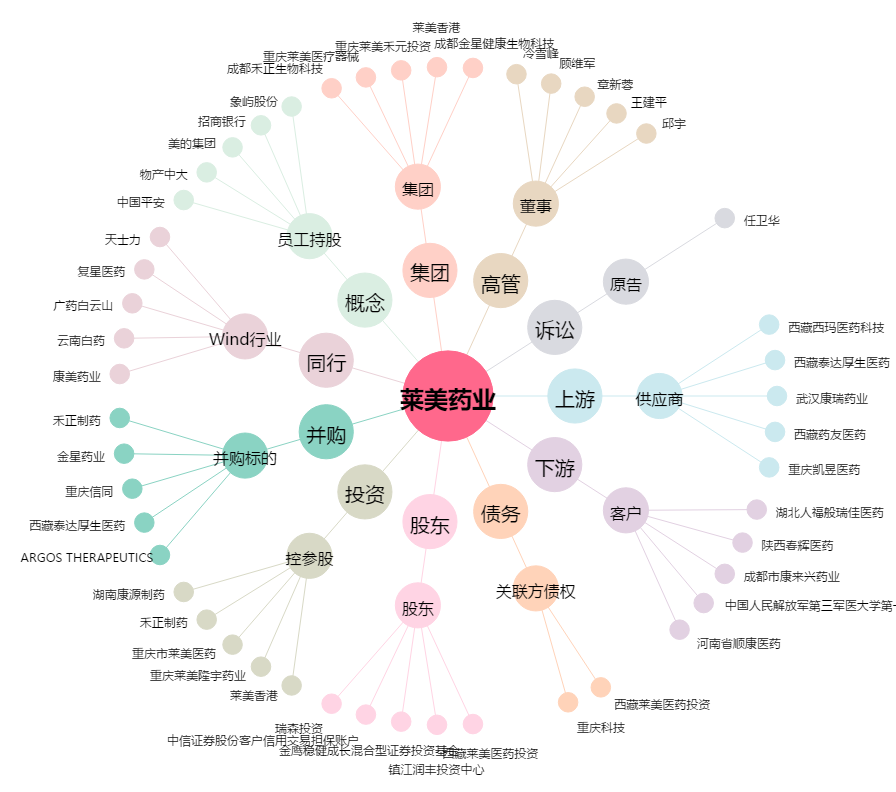 莱美香港
重庆莱美禾元投资
成都金星健康生物科技
重庆莱美医疗器械
成都禾正生物科技
冷雪峰
顾维军
章新蓉
王建平
邱宇
象屿股份
招商银行
美的集团
物产中大
中国平安
集团
董事
任卫华
员工持股
天士力
复星医药
广药白云山
云南白药
康美药业
集团
高管
原告
概念
诉讼
Wind行业
同行
莱美药业
上游
供应商
西藏西玛医药科技
西藏泰达厚生医药
武汉康瑞药业
西藏药友医药
重庆凯昱医药
禾正制药
金星药业
重庆信同
西藏泰达厚生医药
ARGOS THERAPEUTICS
并购
并购标的
下游
投资
股东
债务
客户
湖北人福般瑞佳医药
陕西春辉医药
成都市康来兴药业
中国人民解放军第三军医大学第一
河南省顺康医药
控参股
湖南康源制药
禾正制药
重庆市莱美医药
重庆莱美隆宇药业
莱美香港
股东
关联方债权
西藏莱美医药投资
重庆科技
瑞森投资
中信证券股份客户信用交易担保账户
金鹰稳健成长混合型证券投资基金
西藏莱美医药投资
镇江润丰投资中心